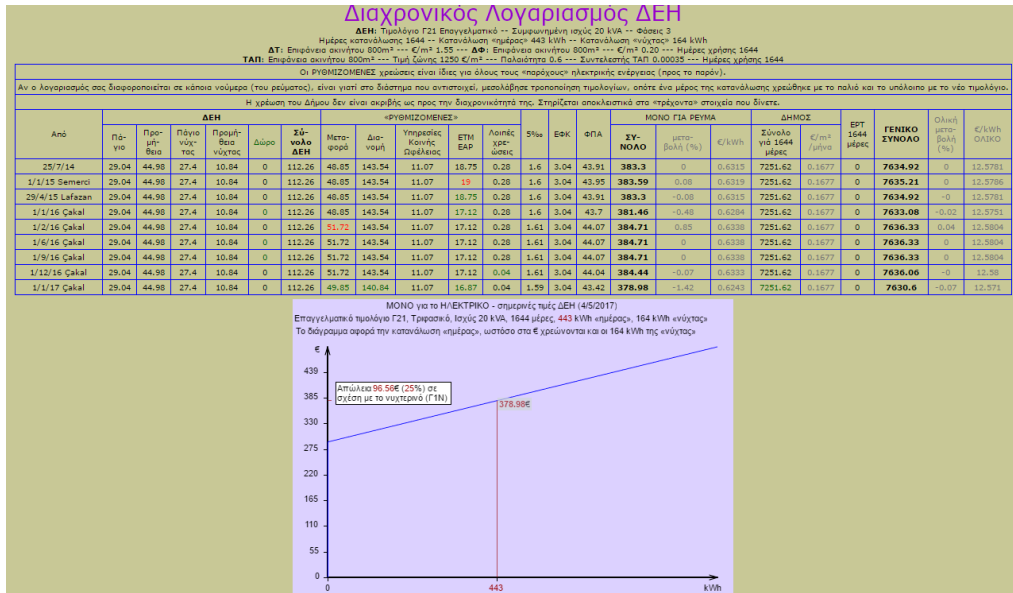 Διαχρονικός Λογαριασμός ΔΕΗ
ΔΕΗ: Τιμολόγιο Γ21 Επαγγελματικό -- Συμφωνημένη ισχύς 20 kVA -- Φάσεις 3
Ημέρες κατανάλωσης 1644 -- Κατανάλωση «ημέρας» 443 kWh -- Κατανάλωση «νύχτας» 164 kWh
ΔΤ: Επιφάνεια ακινήτου 800m² --- €/m² 1.55 --- ΔΦ: Επιφάνεια ακινήτου 800m² --- €/m² 0.20 --- Ημέρες χρήσης 1644
ΤΑΠ: Επιφάνεια ακινήτου 800m² --- Τιμή ζώνης 1250 €/m² --- Παλαιότητα 0.6 --- Συντελεστής ΤΑΠ 0.00035 --- Ημέρες χρήσης 1644
Οι ΡΥΘΜΙΖΟΜΕΝΕΣ χρεώσεις είναι ίδιες για όλους τους «παρόχους» ηλεκτρικής ενέργειας (προς το παρόν).
Αν ο λογαριασμός σας διαφοροποιείται σε κάποια νούμερα (του ρεύματος), είναι γιατί στο διάστημα που αντιστοιχεί, μεσολάβησε τροποποίηση τιμολογίων, οπότε ένα μέρος της κατανάλωσης χρεώθηκε με το παλιό και το υπόλοιπο με το νέο τιμολόγιο.
Η χρέωση του Δήμου δεν είναι ακριβής ως προς την διαχρονικότητά της. Στηρίζεται αποκλειστικά στα «τρέχοντα» στοιχεία που δίνετε.
Από ΔΕΗ «ΡΥΘΜΙΖΟΜΕΝΕΣ» 5‰ ΕΦΚ ΦΠΑ ΜΟΝΟ ΓΙΑ ΡΕΥΜΑ ΔΗΜΟΣ ΕΡΤ 1644 μέρες ΓΕΝΙΚΟ ΣΥΝΟΛΟ Ολική μετα-βολή (%) €/kWh ΟΛΙΚΟ
Πά-γιο Προ-μή-θεια Πάγιο νύχ-τας Προμή-θεια νύχτας Δώρο Σύ-νολο ΔΕΗ Μετα-φορά Δια-νομή Υπηρεσίες Κοινής Ωφέλειας ΕΤΜ ΕΑΡ Λοιπές χρε-ώσεις ΣΥ-ΝΟΛΟ μετα-βολή (%) €/kWh Σύνολο γιά 1644 μέρες €/m² /μήνο
25/7/14 29.04 44.98 27.4 10.84 0 112.26 48.85 143.54 11.07 18.75 0.28 1.6 3.04 43.91 383.3 0 0.6315 7251.62 0.1677 0 7634.92 0 12.5781
1/1/15 Semerci 29.04 44.98 27.4 10.84 0 112.26 48.85 143.54 11.07 19 0.28 1.6 3.04 43.95 383.59 0.08 0.6319 7251.62 0.1677 0 7635.21 0 12.5786
29/4/15 Lafazan 29.04 44.98 27.4 10.84 0 112.26 48.85 143.54 11.07 18.75 0.28 1.6 3.04 43.91 383.3 -0.08 0.6315 7251.62 0.1677 0 7634.92 -0 12.5781
1/1/16 Çakal 29.04 44.98 27.4 10.84 0 112.26 48.85 143.54 11.07 17.12 0.28 1.6 3.04 43.7 381.46 -0.48 0.6284 7251.62 0.1677 0 7633.08 -0.02 12.5751
1/2/16 Çakal 29.04 44.98 27.4 10.84 0 112.26 51.72 143.54 11.07 17.12 0.28 1.61 3.04 44.07 384.71 0.85 0.6338 7251.62 0.1677 0 7636.33 0.04 12.5804
1/6/16 Çakal 29.04 44.98 27.4 10.84 0 112.26 51.72 143.54 11.07 17.12 0.28 1.61 3.04 44.07 384.71 0 0.6338 7251.62 0.1677 0 7636.33 0 12.5804
1/9/16 Çakal 29.04 44.98 27.4 10.84 0 112.26 51.72 143.54 11.07 17.12 0.28 1.61 3.04 44.07 384.71 0 0.6338 7251.62 0.1677 0 7636.33 0 12.5804
1/12/16 Çakal 29.04 44.98 27.4 10.84 0 112.26 51.72 143.54 11.07 17.12 0.04 1.61 3.04 44.04 384.44 -0.07 0.6333 7251.62 0.1677 0 7636.06 -0 12.58
1/1/17 Çakal 29.04 44.98 27.4 10.84 0 112.26 49.85 140.84 11.07 16.87 0.04 1.59 3.04 43.42 378.98 -1.42 0.6243 7251.62 0.1677 0 7630.6 -0.07 12.571
ΜΟΝΟ για το ΗΛΕΚΤΡΙΚΟ - σημερινές τιμές ΔΕΗ (4/5/2017)
Επαγγελματικό τιμολόγιο Γ21, Τριφασικό, Ισχύς 20 kVA, 1644 μέρες, 443 kWh «ημέρας», 164 kWh «νύχτας»
Το διάγραμμα αφορά την κατανάλωση «ημέρας», ωστόσο στα € χρεώνονται και οι 164 kWh της «νύχτας»
€
439
Απώλεια 96.56€ (25%) σε
σχέση με το νυχτερινό (Γ1Ν)
385
378.98€
330
275
220
165
110
55
0
0 443 kWh